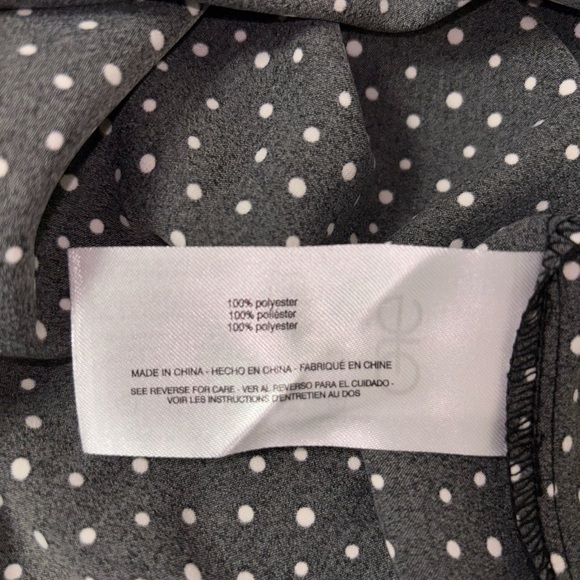 100% polyester
100% poliéster
100% polyester
MADE IN CHINA - HECHO EN CHINA - FABRIQUÉ EN CHINE
SEE REVERSE FOR CARE - VER AL REVERSO PARA EL CUIDADO -
VOIR LES INSTRUCTIONS D'ENTRETIEN AU DOS